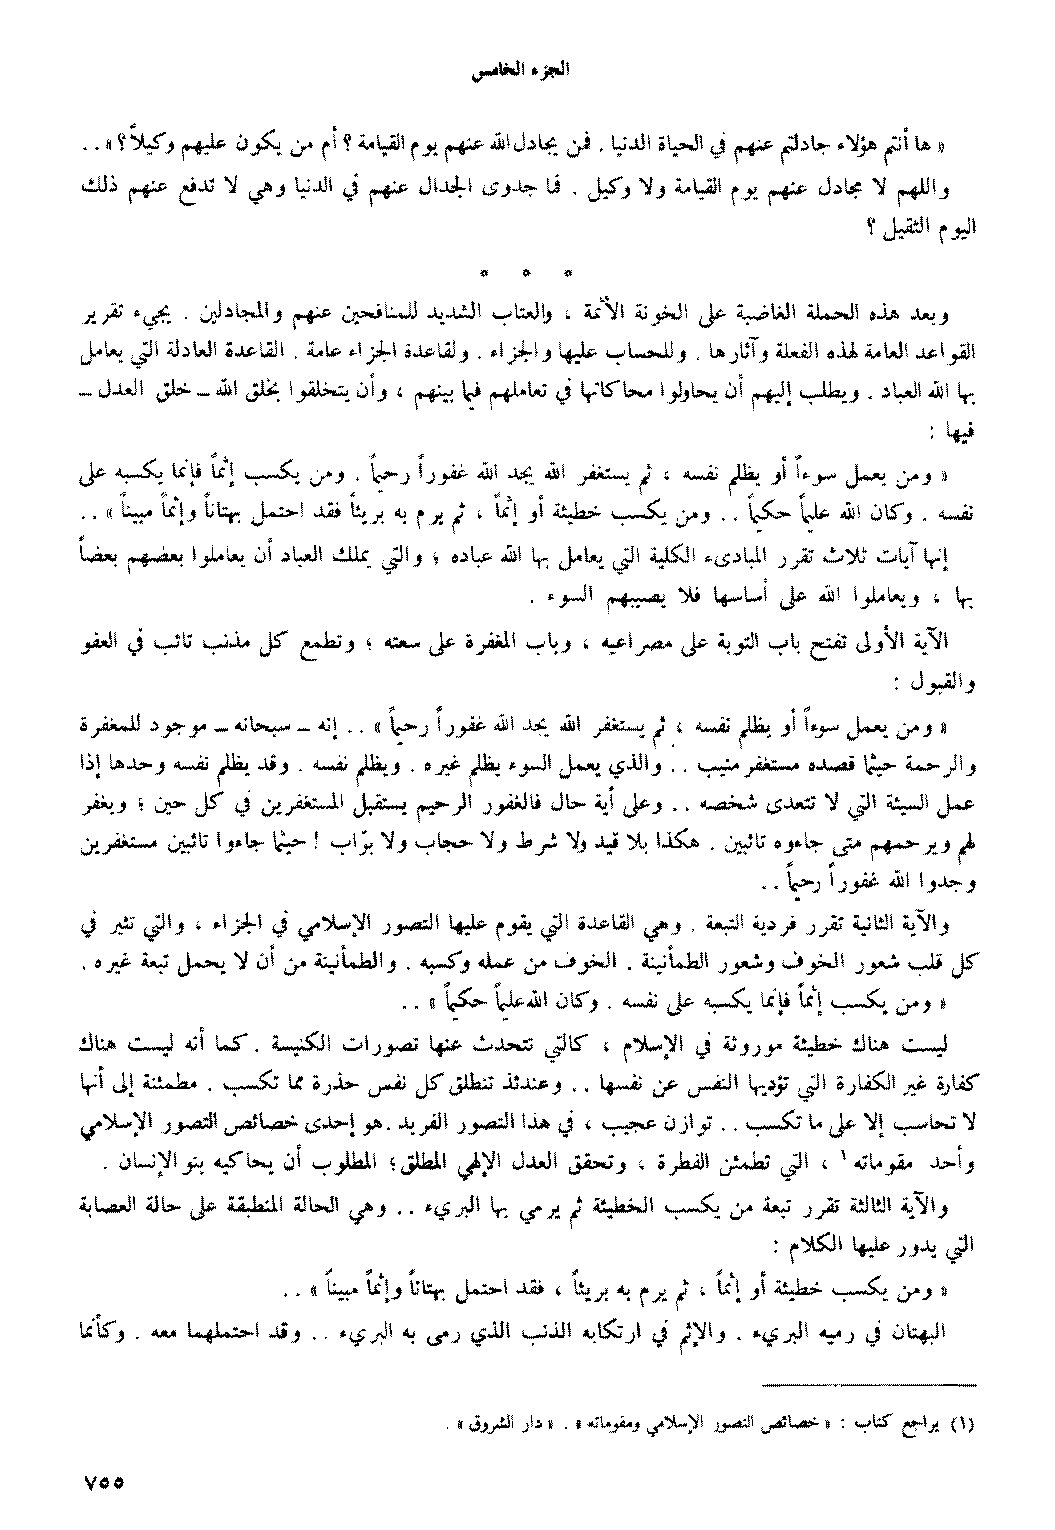 الجزء الخامس
« ها أنتم هؤلاء جادلتم عنهم في الحياة الدنيا . فمن يجادل الله عنهم يوم القيامة ؟ أم من يكون عليهم وكيلاً ؟ » . .
واللهم لا مجادل عنهم يوم القيامة ولا وكيل . فما جدوى الجدال عنهم في الدنيا وهي لا تدفع عنهم ذلك
اليوم الثقيل ؟
* * *
وبعد هذه الحملة الغاضبة على الخونة الأثمة ، والعتاب الشديد للمنافحين عنهم والمجادلين . يجيء تقرير
القواعد العامة لهذه الفعلة وآثارها . وللحساب عليها والجزاء . ولقاعدة الجزاء عامة . القاعدة العادلة التي يعامل
بها الله العباد . ويطلب إليهم أن يحاولوا محاكاتها في تعاملهم فيما بينهم ، وأن يتخلقوا بخلق الله – خلق العدل –
فيها :
« ومن يعمل سوءاً أو يظلم نفسه ، ثم يستغفر الله يجد الله غفوراً رحيماً . ومن يكسب إثماً فإنما يكسبه على
نفسه . وكان الله عليماً حكيماً . . ومن يكسب خطيئة أو إثماً ، ثم يرم به بريئاً فقد احتمل بهتاناً وإثماً مبيناً » . .
إنها آيات ثلاث تقرر المبادىء الكلية التي يعامل بها الله عباده ؛ والتي يملك العباد أن يعاملوا بعضهم بعضاً
بها ، ويعاملوا الله على أساسها فلا يصيبهم السوء .
الآية الأولى تفتح باب التوبة على مصراعيه ، وباب المغفرة على سعته ؛ وتطمع كل مذنب تائب في العفو
والقبول :
« ومن يعمل سوءاً أو يظلم نفسه ، ثم يستغفر الله يجد الله غفوراً رحيماً » . . إنه – سبحانه – موجود للمغفرة
والرحمة حيثما قصده مستغفر منيب . . والذي يعمل السوء يظلم غيره . ويظلم نفسه . وقد يظلم نفسه وحدها إذا
عمل السيئة التي لا تتعدى شخصه . . وعلى أية حال فالغفور الرحيم يستقبل المستغفرين في كل حين ؛ ويغفر
لهم ويرحمهم متى جاءوه تائبين . هكذا بلا قيد ولا شرط ولا حجاب ولا بوّاب ! حيثما جاءوا تائبين مستغفرين
وجدوا الله غفوراً رحيماً . .
والآية الثانية تقرر فردية التبعة . وهي القاعدة التي يقوم عليها التصور الإسلامي في الجزاء ، والتي تثير في
كل قلب شعور الخوف وشعور الطمأنينة . الخوف من عمله وكسبه . والطمأنينة من أن لا يحمل تبعة غيره .
« ومن يكسب إثماً فإنما يكسبه على نفسه . وكان الله عليماً حكيماً » . .
ليست هناك خطيئة موروثة في الإسلام ، كالتي تتحدث عنها تصورات الكنيسة . كما أنه ليست هناك
كفارة غير الكفارة التي تؤديها النفس عن نفسها . . وعندئذ تنطلق كل نفس حذرة مما تكسب . مطمئنة إلى أنها
لا تحاسب إلا على ما تكسب . . توازن عجيب ، في هذا التصور الفريد . هو إحدى خصائص التصور الإسلامي
وأحد مقوماته ١ ، التي تطمئن الفطرة ، وتحقق العدل الإلهي المطلق؛ المطلوب أن يحاكيه بنو الإنسان .
والآية الثالثة تقرر تبعة من يكسب الخطيئة ثم يرمي بها البريء . . وهي الحالة المنطبقة على حالة العصابة
التي يدور عليها الكلام :
« ومن يكسب خطيئة أو إثماً ، ثم يرم به بريئاً ، فقد احتمل بهتاناً وإثماً مبيناً » . .
البهتان في رميه البريء . والإثم في ارتكابه الذنب الذي رمى به البريء . . وقد احتملهما معه . وكأنما
(١) يراجع كتاب : « خصائص التصور الإسلامي ومقوماته » . « دار الشروق » .
٧٥٥